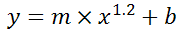 y = m × x^1.2 + b